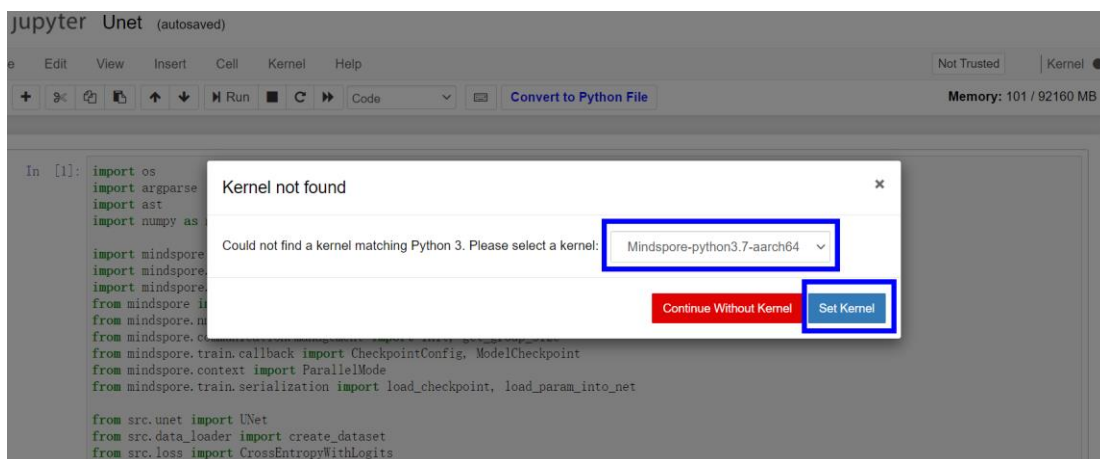 jupyter Unet (autosaved)
Edit View Insert Cell Kernel Help
Not Trusted Kernel
Run Code Convert to Python File Memory: 101 / 92160 MB
In [1]: import os
import argparse
import ast
import numpy as
import mindspore
import mindspore.
import mindspore.
from mindspore
from mindspore.
from mindspore.
from mindspore.train.callback import CheckpointConfig, ModelCheckpoint
from mindspore.context import ParallelMode
from mindspore.train.serialization import load_checkpoint, load_param_into_net
from src.unet import UNet
from src.data_loader import create_dataset
from src.loss import CrossEntropyWithLogits
Kernel not found ×
Could not find a kernel matching Python 3. Please select a kernel: Mindspore-python3.7-aarch64
Continue Without Kernel Set Kernel